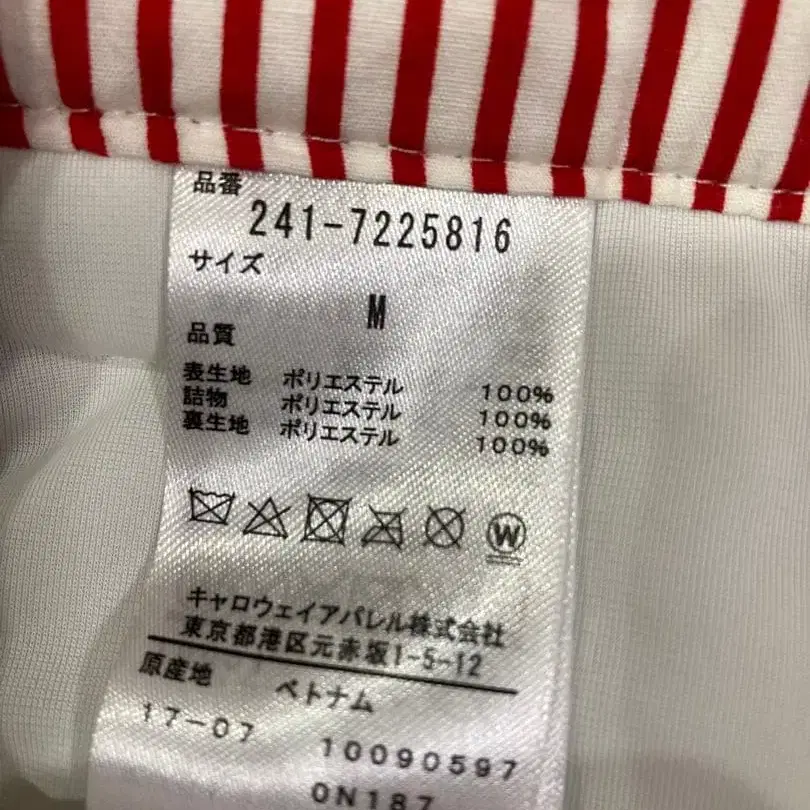 品番
241-7225816
サイズ
M
品質
表生地 ポリエステル 100%
詰物 ポリエステル 100%
裏生地 ポリエステル 100%
W
キャロウェイアパレル株式会社
東京都港区元赤坂1-5-12
原産地 ベトナム
17-07 10090597
0N187